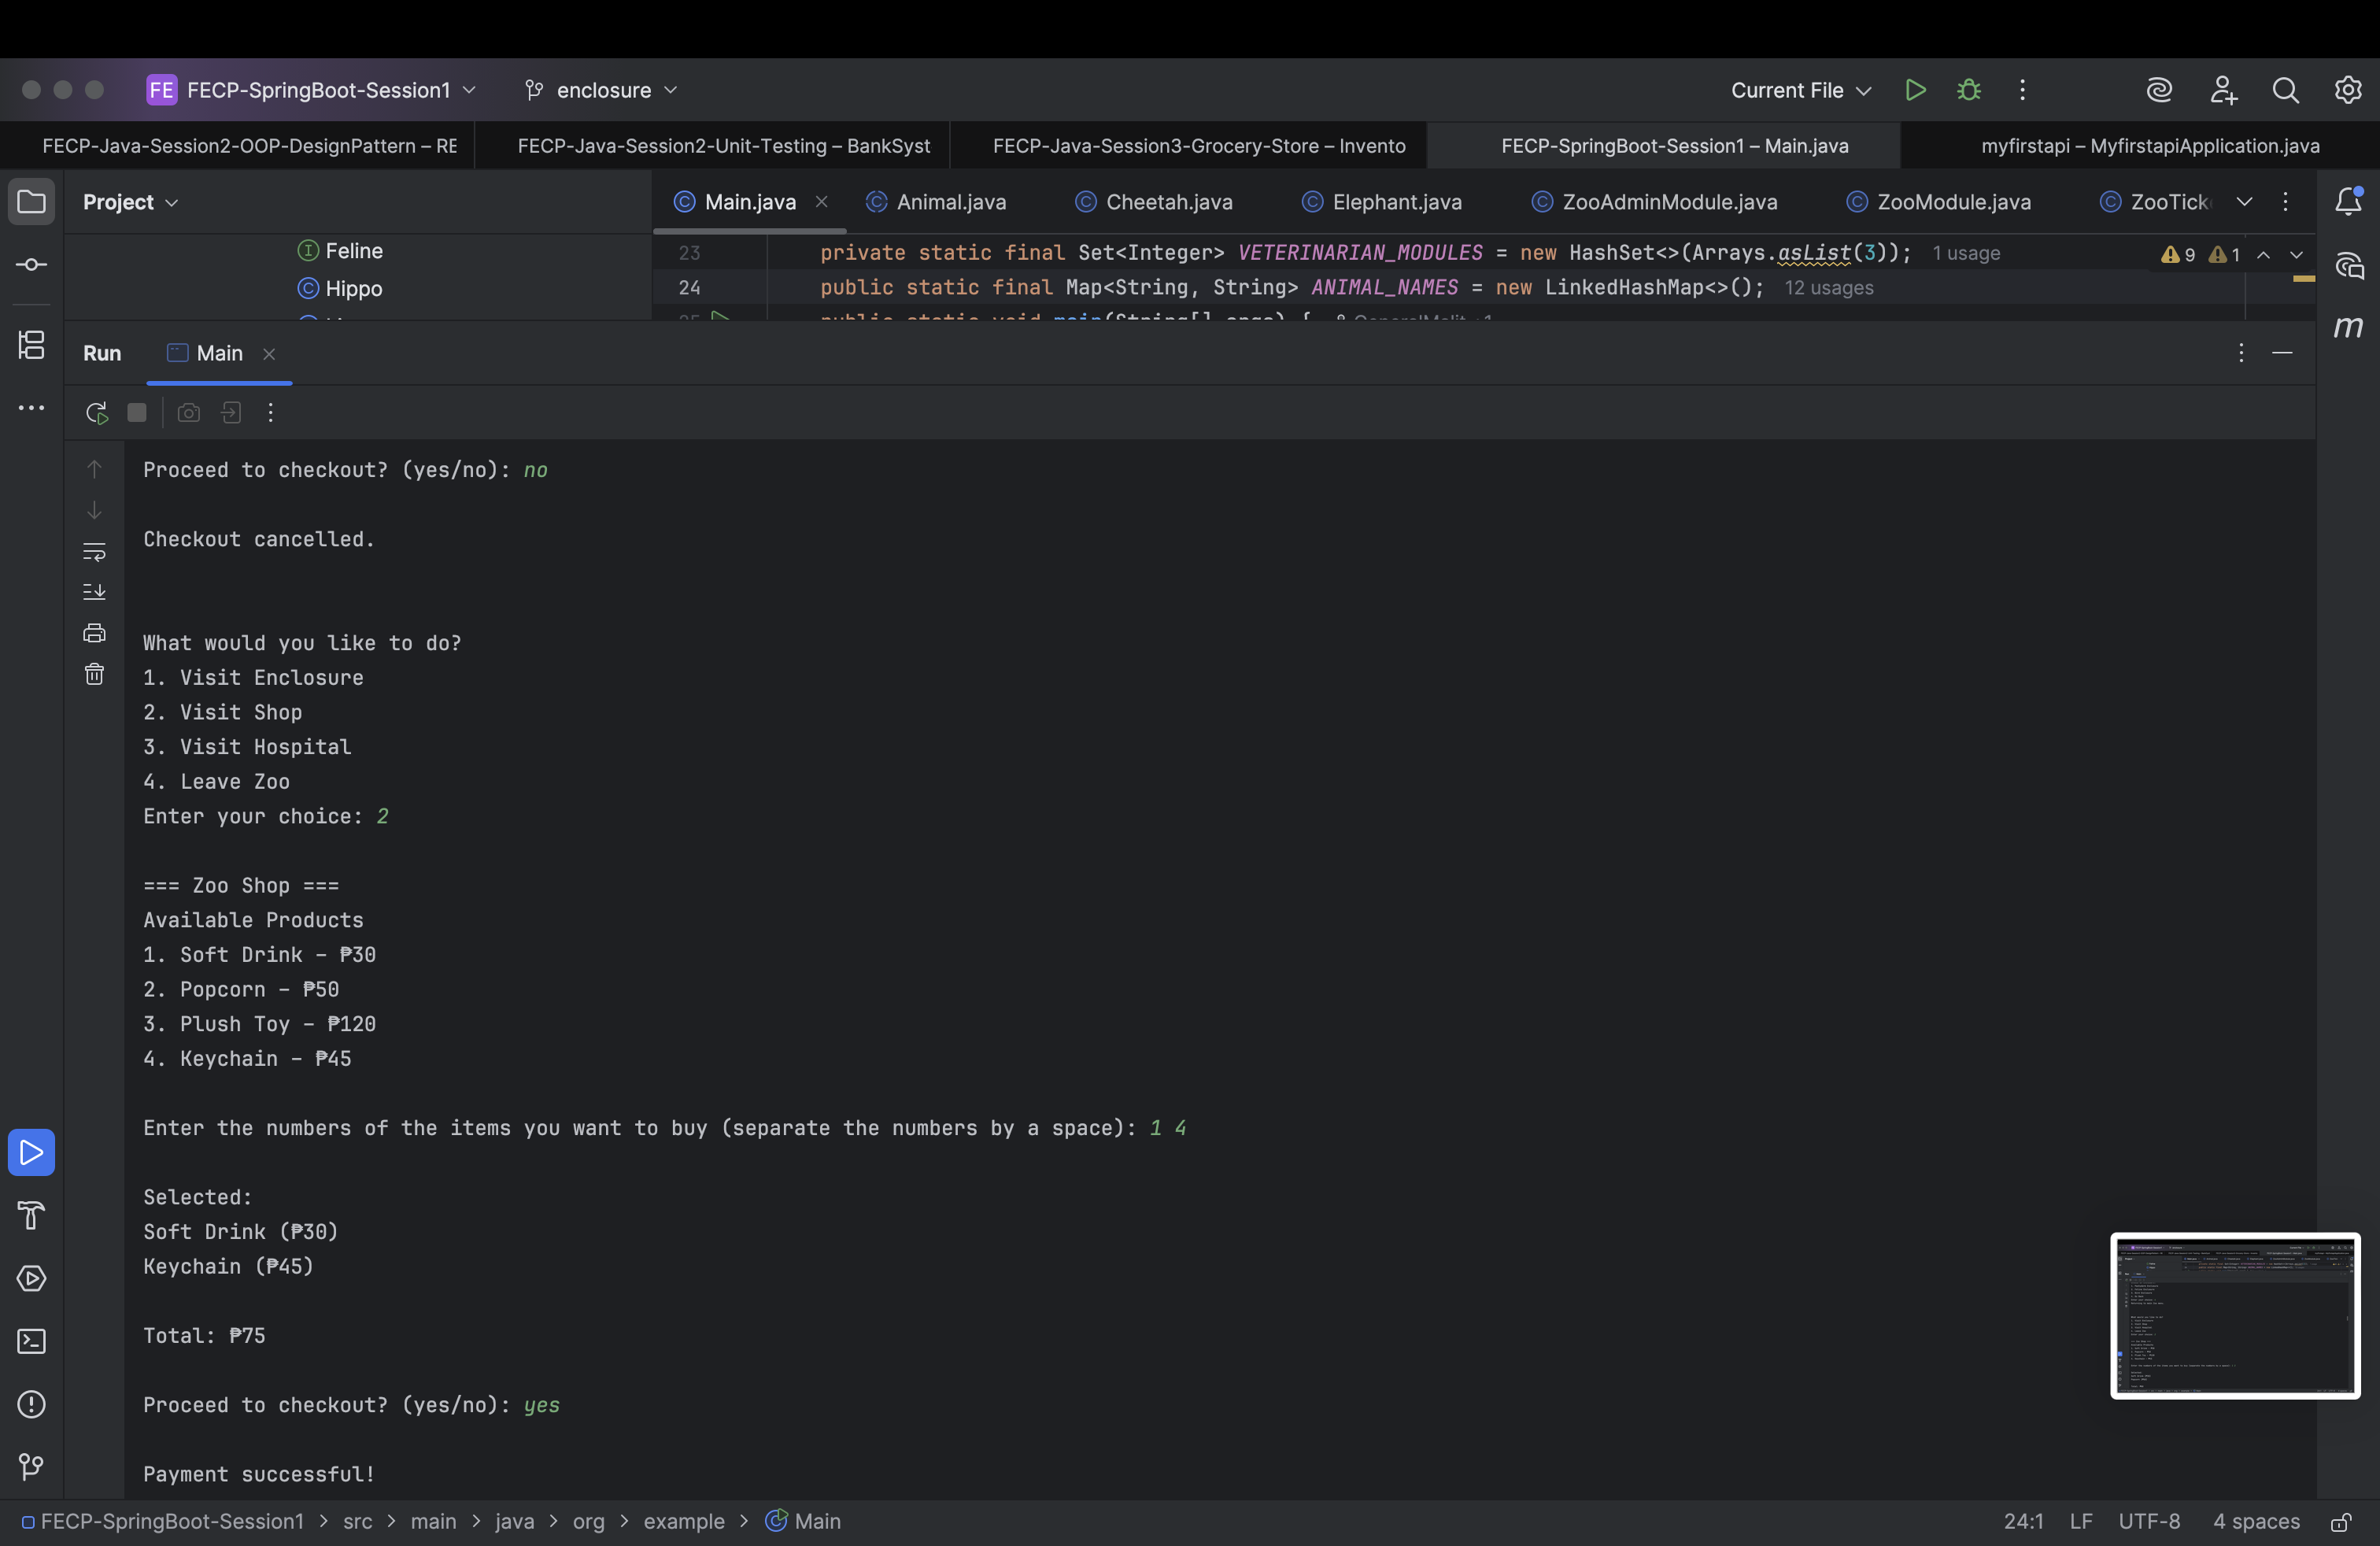 FE FECP-SpringBoot-Session1 enclosure Current File
FECP-Java-Session2-OOP-DesignPattern – RE FECP-Java-Session2-Unit-Testing – BankSyst FECP-Java-Session3-Grocery-Store – Invento FECP-SpringBoot-Session1 – Main.java myfirstapi – MyfirstapiApplication.java
Project Main.java Animal.java Cheetah.java Elephant.java ZooAdminModule.java ZooModule.java ZooTick
Feline
Hippo
23 private static final Set<Integer> VETERINARIAN_MODULES = new HashSet<>(Arrays.asList(3)); 1 usage 9 1
24 public static final Map<String, String> ANIMAL_NAMES = new LinkedHashMap<>(); 12 usages
25 public static void main(String[] args) {
Run Main
Proceed to checkout? (yes/no): no
Checkout cancelled.
What would you like to do?
1. Visit Enclosure
2. Visit Shop
3. Visit Hospital
4. Leave Zoo
Enter your choice: 2
=== Zoo Shop ===
Available Products
1. Soft Drink - ₱30
2. Popcorn - ₱50
3. Plush Toy - ₱120
4. Keychain - ₱45
Enter the numbers of the items you want to buy (separate the numbers by a space): 1 4
Selected:
Soft Drink (₱30)
Keychain (₱45)
Total: ₱75
Proceed to checkout? (yes/no): yes
Payment successful!
FECP-SpringBoot-Session1 > src > main > java > org > example > Main 24:1 LF UTF-8 4 spaces